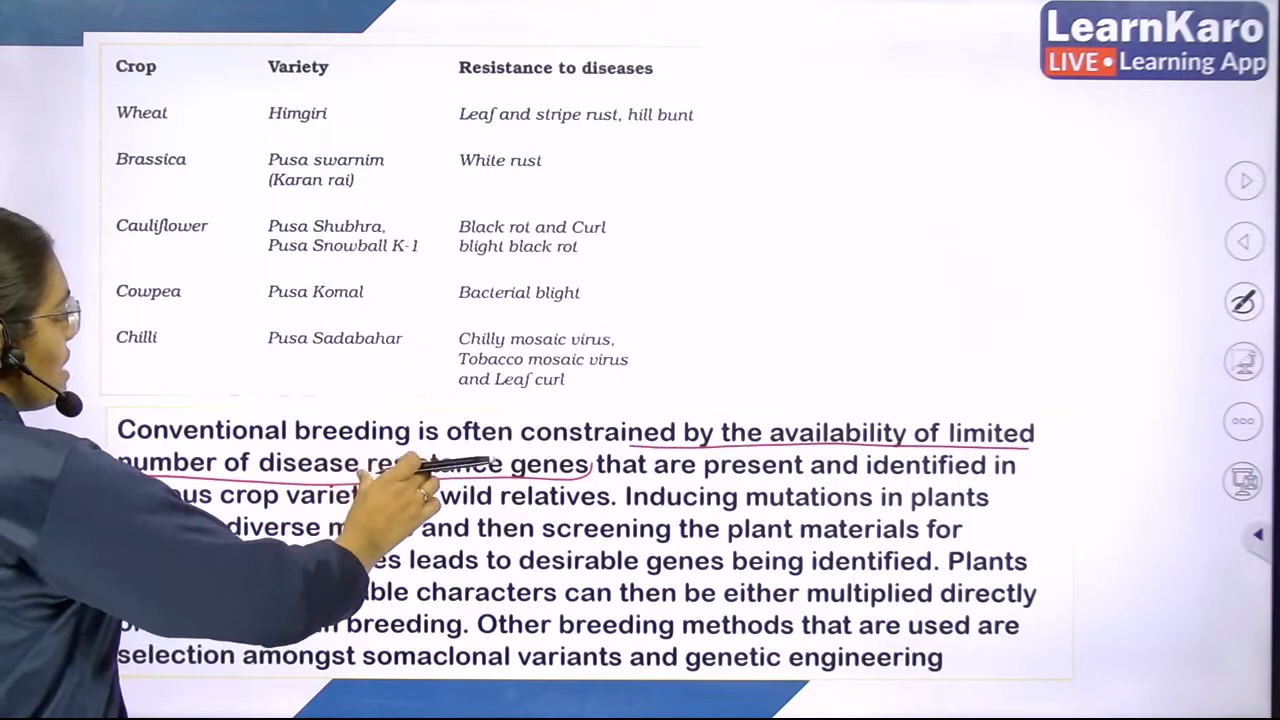 LearnKaro
LIVE • Learning App
Crop Variety Resistance to diseases
Wheat Himgiri Leaf and stripe rust, hill bunt
Brassica Pusa swarnim White rust
(Karan rai)
Cauliflower Pusa Shubhra, Black rot and Curl
Pusa Snowball K-1 blight black rot
Cowpea Pusa Komal Bacterial blight
Chilli Pusa Sadabahar Chilly mosaic virus,
Tobacco mosaic virus
and Leaf curl
Conventional breeding is often constrained by the availability of limited
number of disease resistance genes that are present and identified in
crop wild relatives. Inducing mutations in plants
diverse and then screening the plant materials for
leads to desirable genes being identified. Plants
characters can then be either multiplied directly
breeding. Other breeding methods that are used are
selection amongst somaclonal variants and genetic engineering